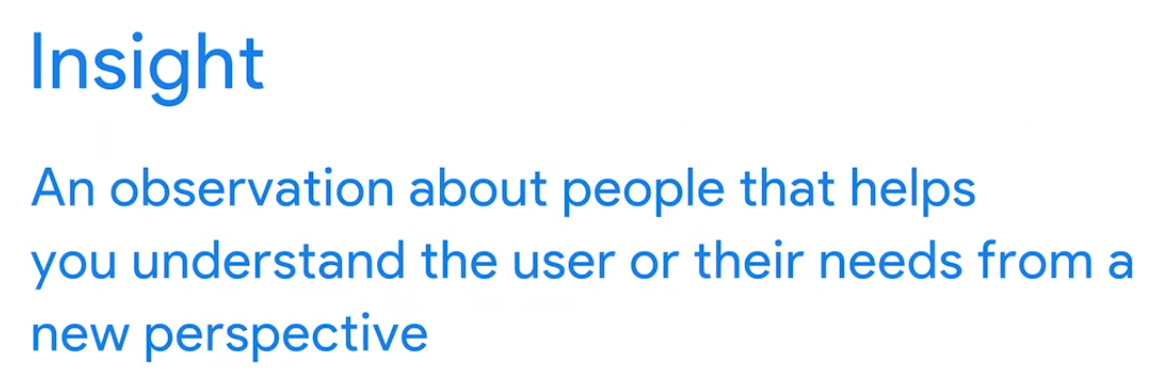 Insight
An observation about people that helps
you understand the user or their needs from a
new perspective